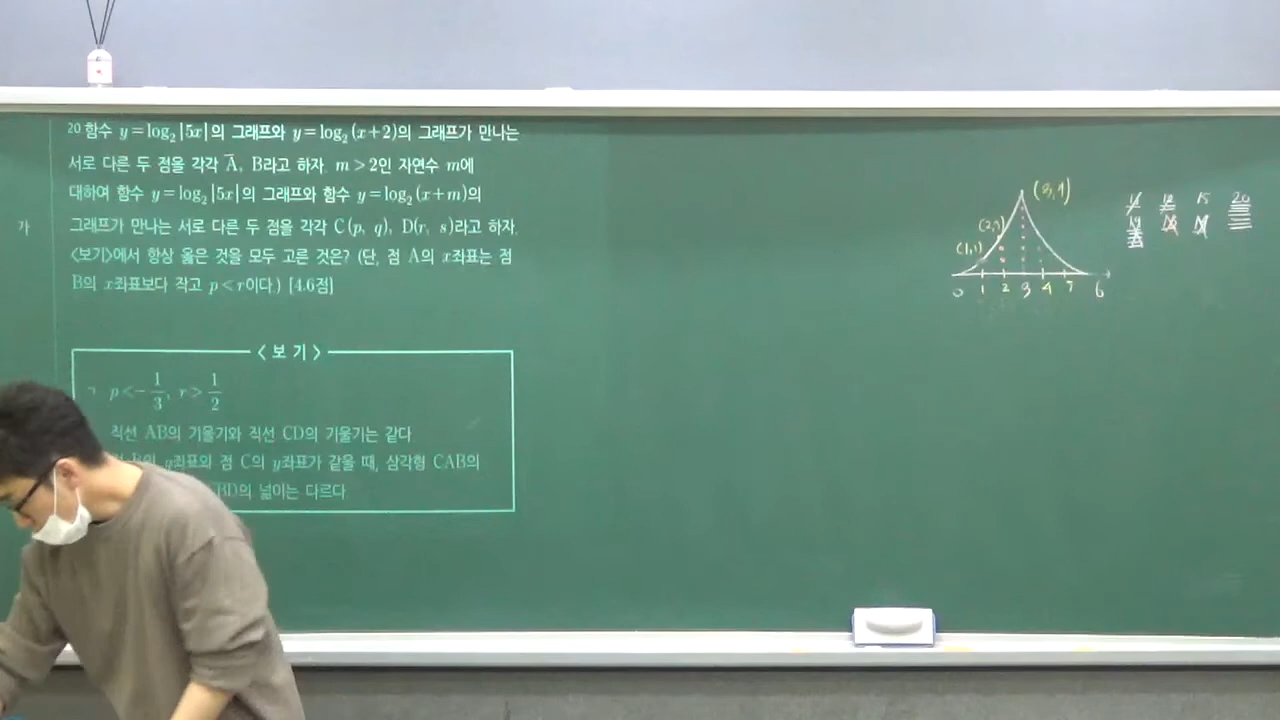 20 함수 y=log₂|5x|의 그래프와 y=log₂(x+2)의 그래프가 만나는
서로 다른 두 점을 각각 A, B라고 하자. m>2인 자연수 m에
대하여 함수 y=log₂|5x|의 그래프와 함수 y=log₂(x+m)의
가
그래프가 만나는 서로 다른 두 점을 각각 C(p, q), D(r, s)라고 하자.
<보기>에서 항상 옳은 것을 모두 고른 것은? (단, 점 A의 x좌표는 점
B의 x좌표보다 작고 p<r이다.) [4.6점]
<보 기>
ㄱ p<-1/3, r>1/2
직선 AB의 기울기와 직선 CD의 기울기는 같다
B의 y좌표와 점 C의 y좌표가 같을 때, 삼각형 CAB의
BD의 넓이는 다르다
(2,
(1,1)
0 1 2 3 4 5 6
15 20